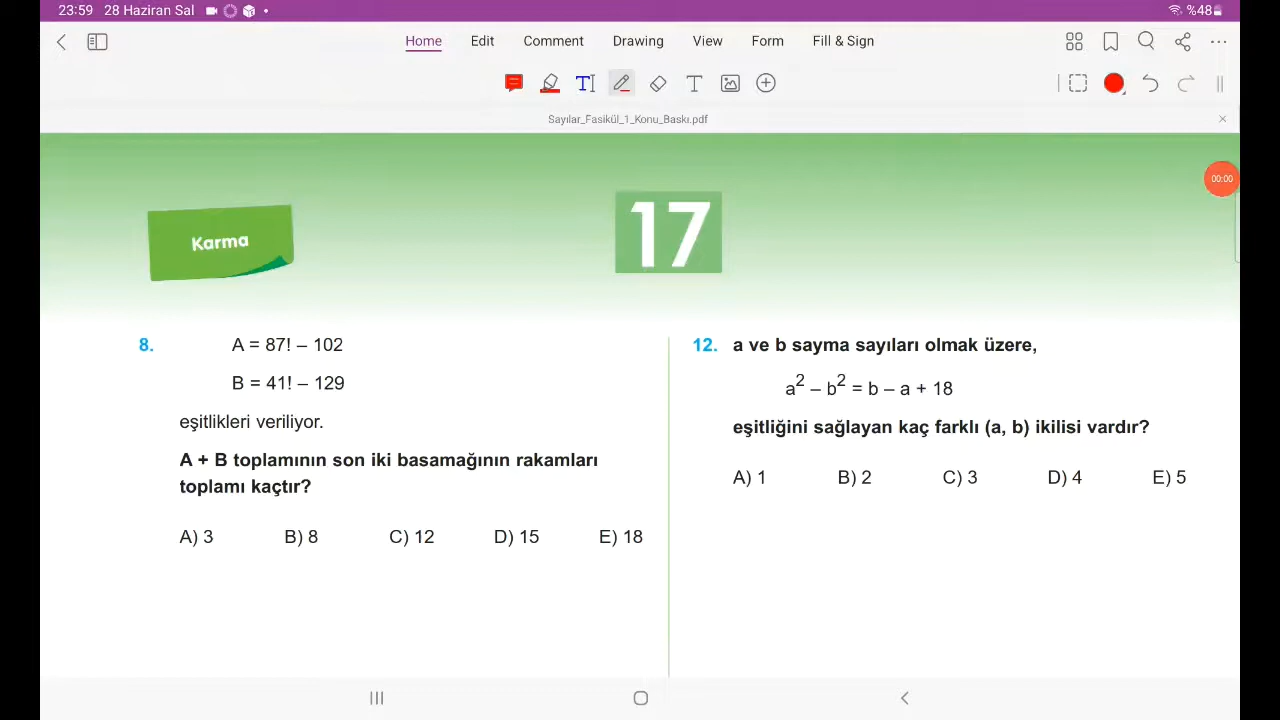 23:59 28 Haziran Sal
%48
Home Edit Comment Drawing View Form Fill & Sign
Sayılar_Fasikül_1_Konu_Baskı.pdf
00:00
Karma
17
8. A = 87! – 102
B = 41! – 129
eşitlikleri veriliyor.
A + B toplamının son iki basamağının rakamları
toplamı kaçtır?
A) 3 B) 8 C) 12 D) 15 E) 18
12. a ve b sayma sayıları olmak üzere,
a² – b² = b – a + 18
eşitliğini sağlayan kaç farklı (a, b) ikilisi vardır?
A) 1 B) 2 C) 3 D) 4 E) 5